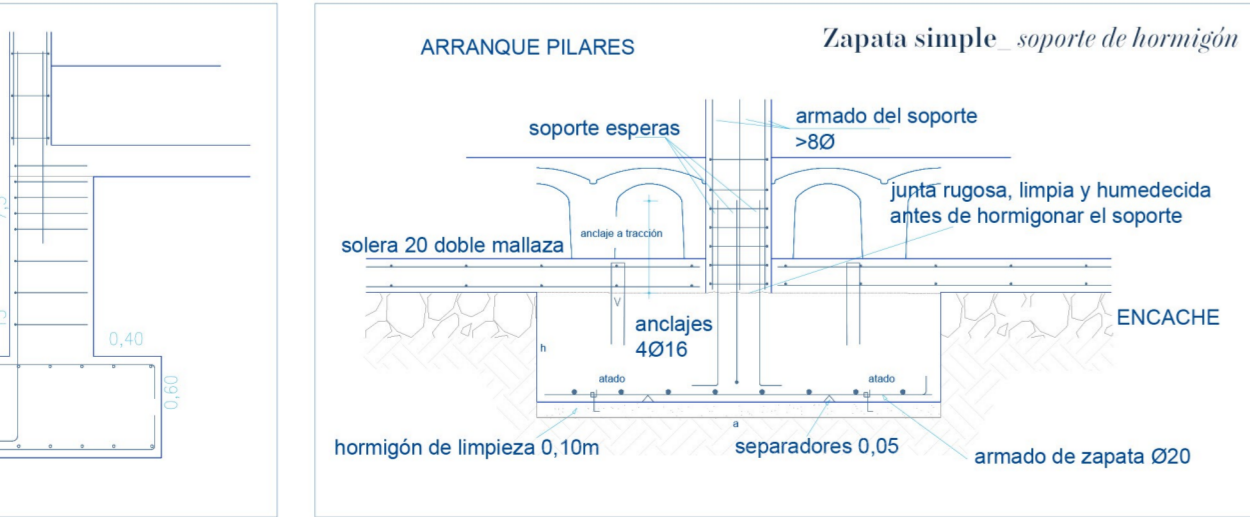 0,40
0,60
ARRANQUE PILARES
Zapata simple_ soporte de hormigón
soporte esperas
armado del soporte
>8Ø
junta rugosa, limpia y humedecida
antes de hormigonar el soporte
anclaje a tracción
solera 20 doble mallaza
V
anclajes
4Ø16
ENCACHE
h
atado
atado
a
hormigón de limpieza 0,10m
separadores 0,05
armado de zapata Ø20